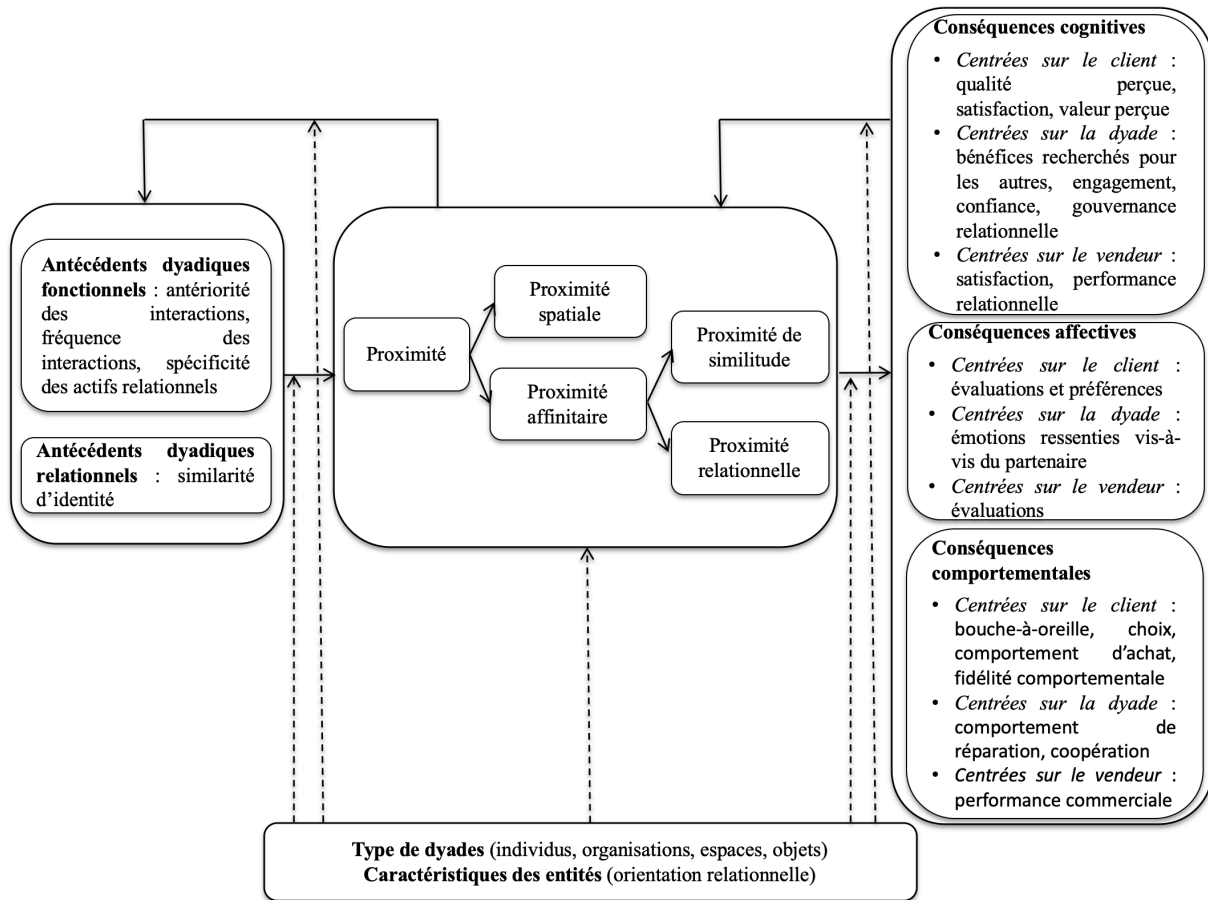 Antécédents dyadiques
fonctionnels : antériorité
des interactions,
fréquence des
interactions, spécificité
des actifs relationnels
Antécédents dyadiques
relationnels : similarité
d’identité
Proximité
Proximité
spatiale
Proximité
affinitaire
Proximité de
similitude
Proximité
relationnelle
Conséquences cognitives
• Centrées sur le client :
qualité perçue,
satisfaction, valeur perçue
• Centrées sur la dyade :
bénéfices recherchés pour
les autres, engagement,
confiance, gouvernance
relationnelle
• Centrées sur le vendeur :
satisfaction, performance
relationnelle
Conséquences affectives
• Centrées sur le client :
évaluations et préférences
• Centrées sur la dyade :
émotions ressenties vis-à-
vis du partenaire
• Centrées sur le vendeur :
évaluations
Conséquences
comportementales
• Centrées sur le client :
bouche-à-oreille, choix,
comportement d’achat,
fidélité comportementale
• Centrées sur la dyade :
comportement de
réparation, coopération
• Centrées sur le vendeur :
performance commerciale
Type de dyades (individus, organisations, espaces, objets)
Caractéristiques des entités (orientation relationnelle)